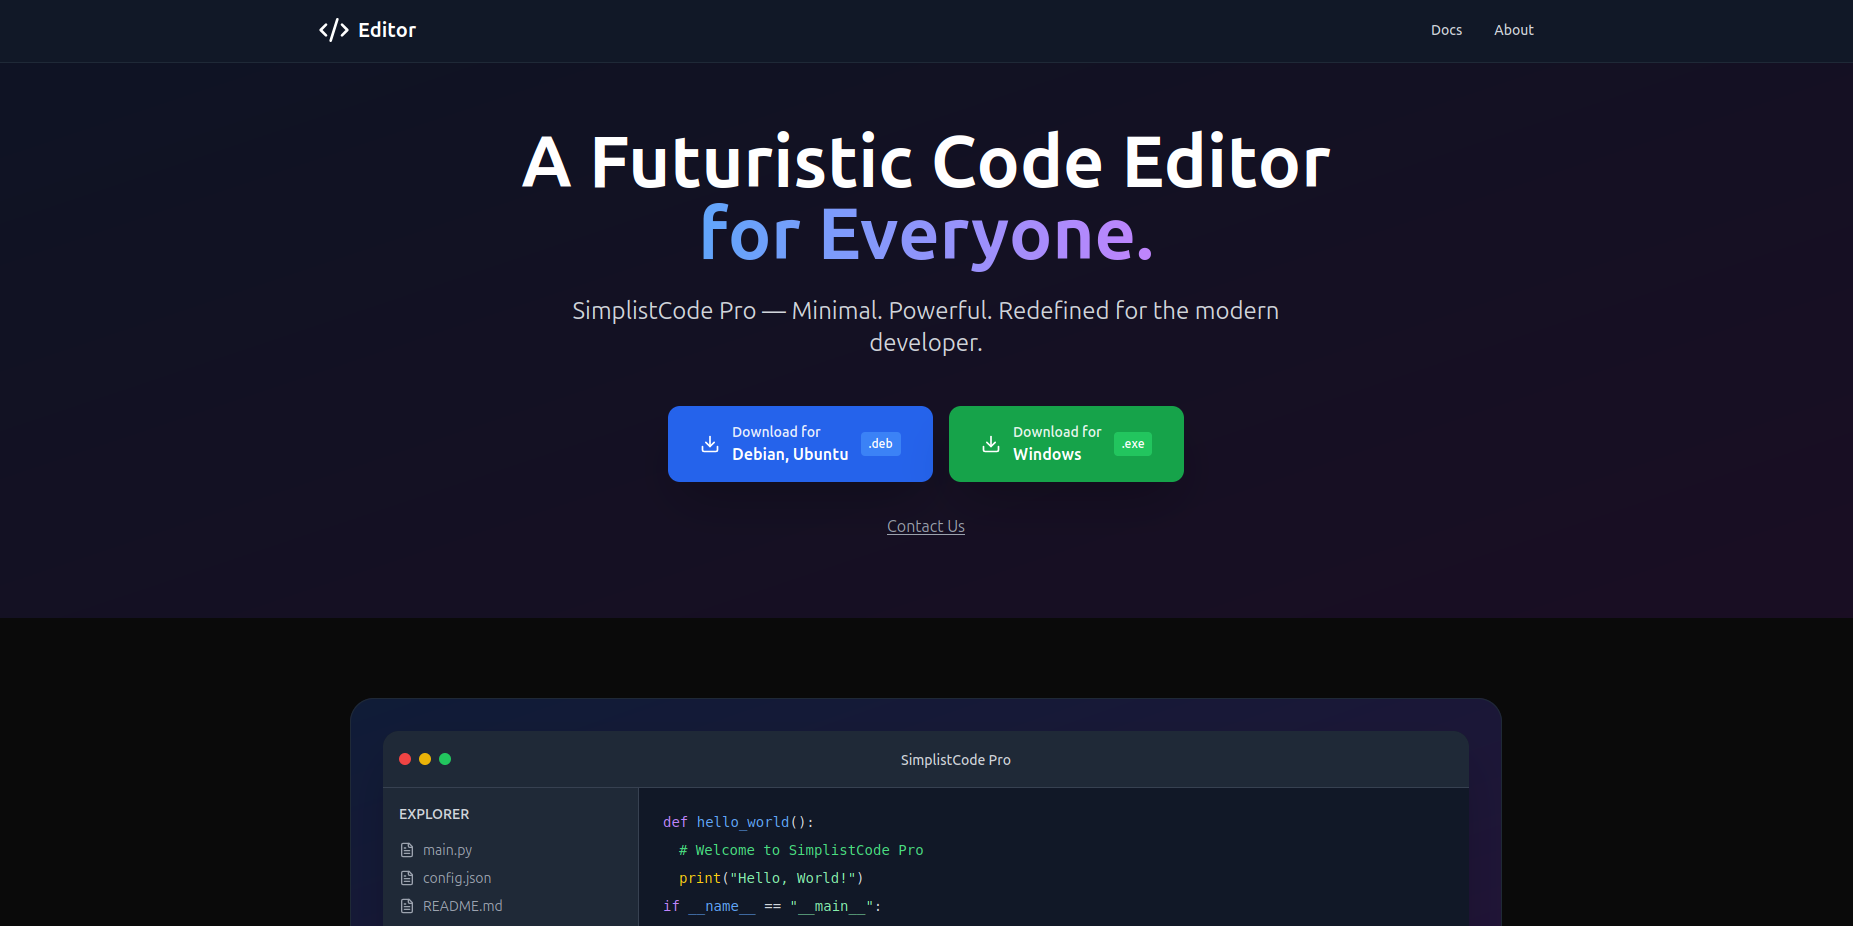 </> Editor
Docs
About
A Futuristic Code Editor
for Everyone.
SimplistCode Pro — Minimal. Powerful. Redefined for the modern
developer.
Download for
Debian, Ubuntu
.deb
Download for
Windows
.exe
Contact Us
SimplistCode Pro
EXPLORER
main.py
config.json
README.md
def hello_world():
# Welcome to SimplistCode Pro
print("Hello, World!")
if __name__ == "__main__":